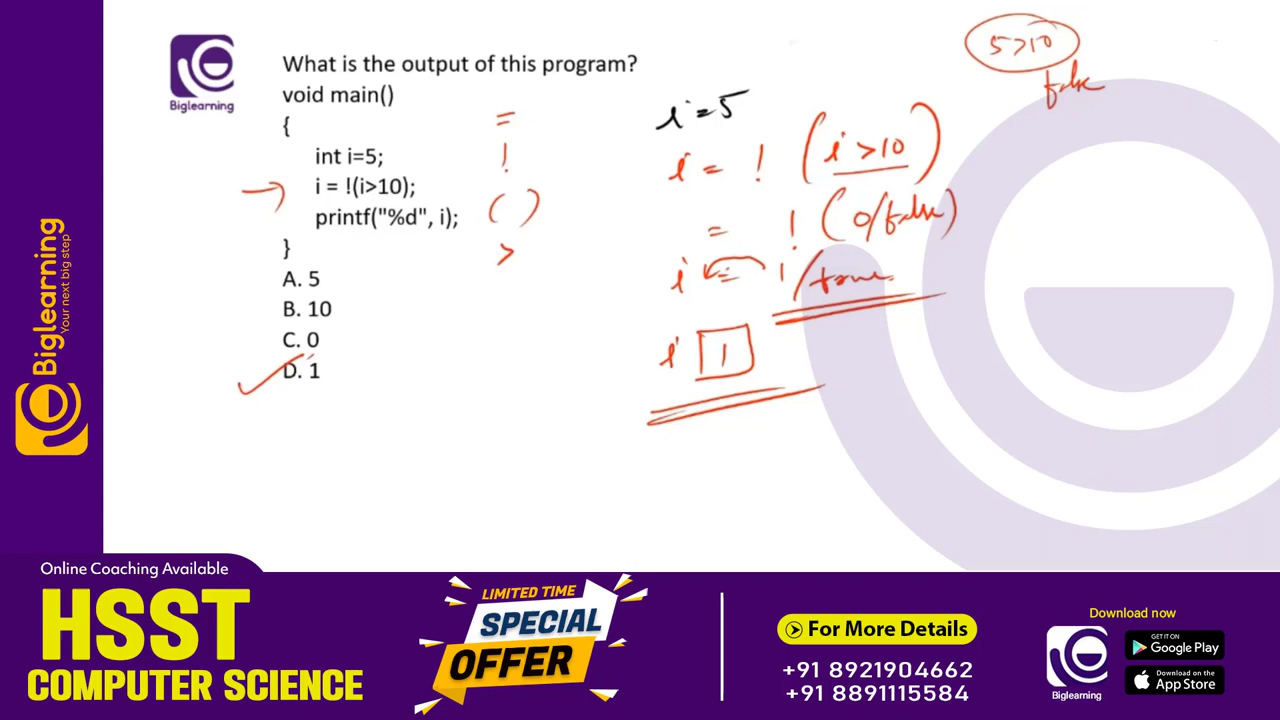 Biglearning
What is the output of this program?
void main()
{
int i=5;
i = !(i>10);
printf("%d", i);
}
A. 5
B. 10
C. 0
D. 1
=
!
( )
>
5>10
false
i=5
i = ! (i >10)
= ! (0/false)
i = 1/true
i 1
Biglearning
Your next big step
Online Coaching Available
HSST
COMPUTER SCIENCE
LIMITED TIME
SPECIAL
OFFER
For More Details
+91 8921904662
+91 8891115584
Download now
Biglearning
GET IT ON
Google Play
Download on the
App Store